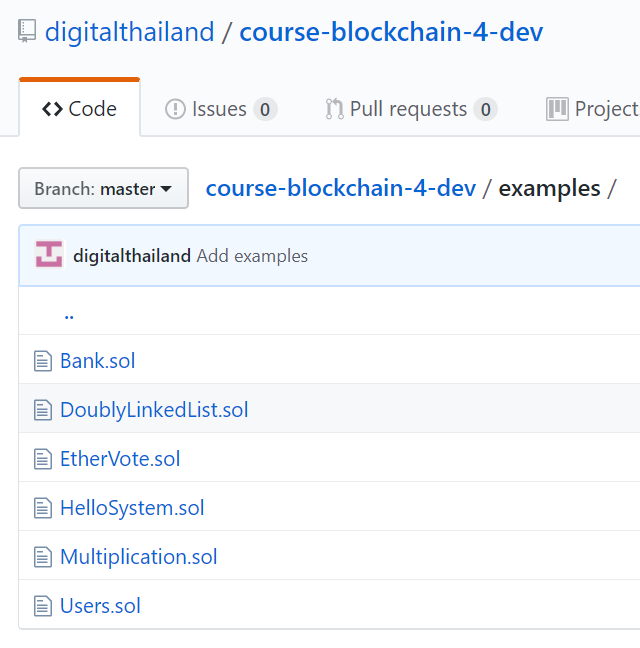 digitalthailand / course-blockchain-4-dev
Code Issues 0 Pull requests 0 Project
Branch: master course-blockchain-4-dev / examples /
digitalthailand Add examples
..
Bank.sol
DoublyLinkedList.sol
EtherVote.sol
HelloSystem.sol
Multiplication.sol
Users.sol